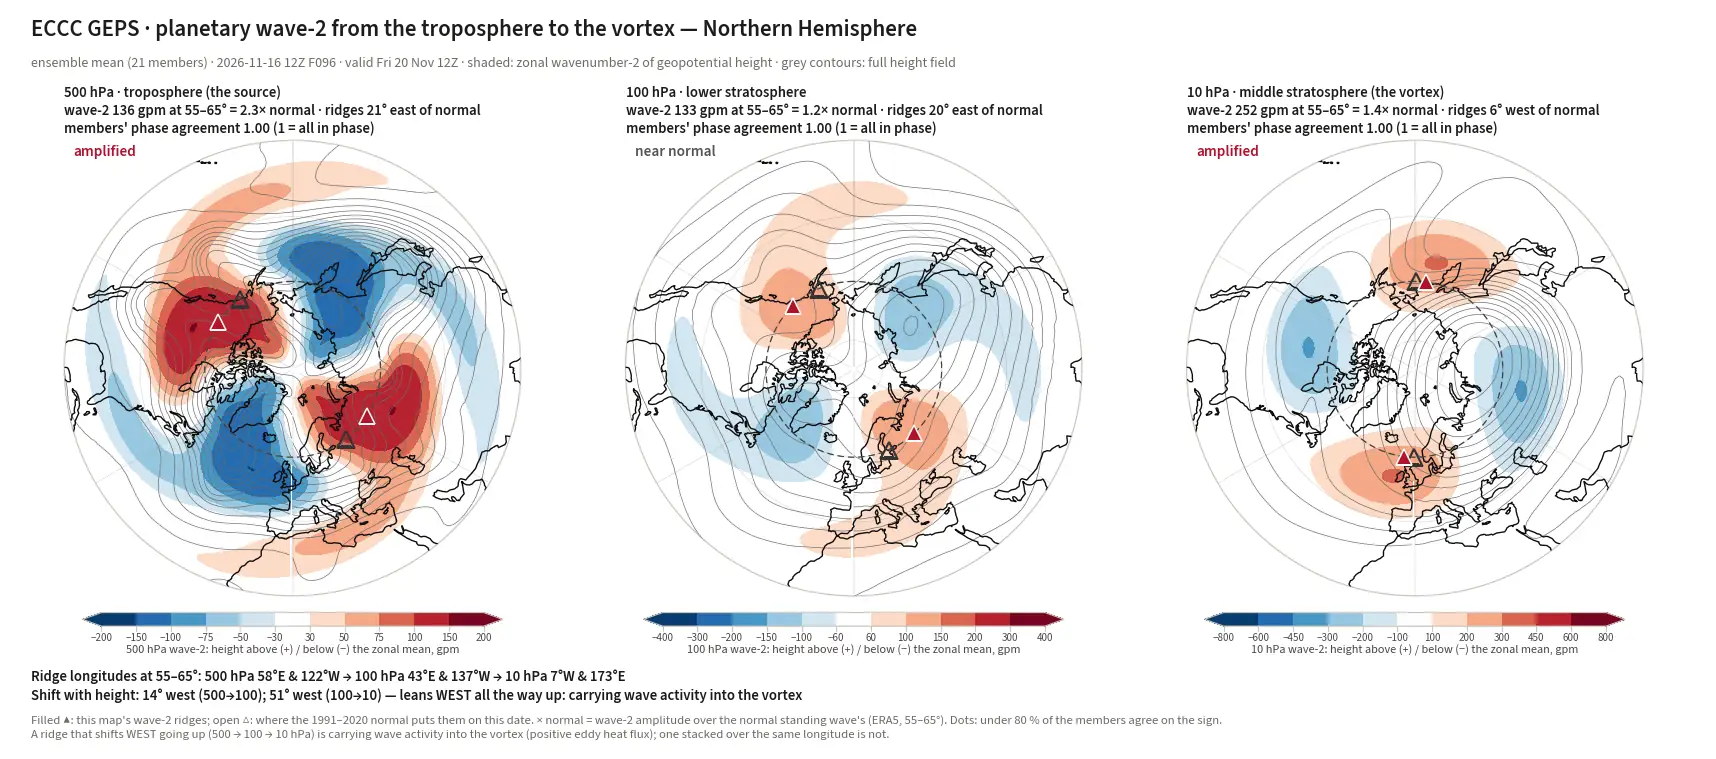 ECCC GEPS · planetary wave-2 from the troposphere to the vortex — Northern Hemisphere
ensemble mean (21 members) · 2026-11-16 12Z F096 · valid Fri 20 Nov 12Z · shaded: zonal wavenumber-2 of geopotential height · grey contours: full height field
500 hPa · troposphere (the source)
wave-2 136 gpm at 55–65° = 2.3× normal · ridges 21° east of normal
members' phase agreement 1.00 (1 = all in phase)
amplified
100 hPa · lower stratosphere
wave-2 133 gpm at 55–65° = 1.2× normal · ridges 20° east of normal
members' phase agreement 1.00 (1 = all in phase)
near normal
10 hPa · middle stratosphere (the vortex)
wave-2 252 gpm at 55–65° = 1.4× normal · ridges 6° west of normal
members' phase agreement 1.00 (1 = all in phase)
amplified
−200 −150 −100 −75 −50 −30 30 50 75 100 150 200
500 hPa wave-2: height above (+) / below (−) the zonal mean, gpm
−400 −300 −200 −150 −100 −60 60 100 150 200 300 400
100 hPa wave-2: height above (+) / below (−) the zonal mean, gpm
−800 −600 −450 −300 −200 −100 100 200 300 450 600 800
10 hPa wave-2: height above (+) / below (−) the zonal mean, gpm
Ridge longitudes at 55–65°: 500 hPa 58°E & 122°W → 100 hPa 43°E & 137°W → 10 hPa 7°W & 173°E
Shift with height: 14° west (500→100); 51° west (100→10) — leans WEST all the way up: carrying wave activity into the vortex
Filled ▲: this map's wave-2 ridges; open △: where the 1991–2020 normal puts them on this date. × normal = wave-2 amplitude over the normal standing wave's (ERA5, 55–65°). Dots: under 80 % of the members agree on the sign.
A ridge that shifts WEST going up (500 → 100 → 10 hPa) is carrying wave activity into the vortex (positive eddy heat flux); one stacked over the same longitude is not.